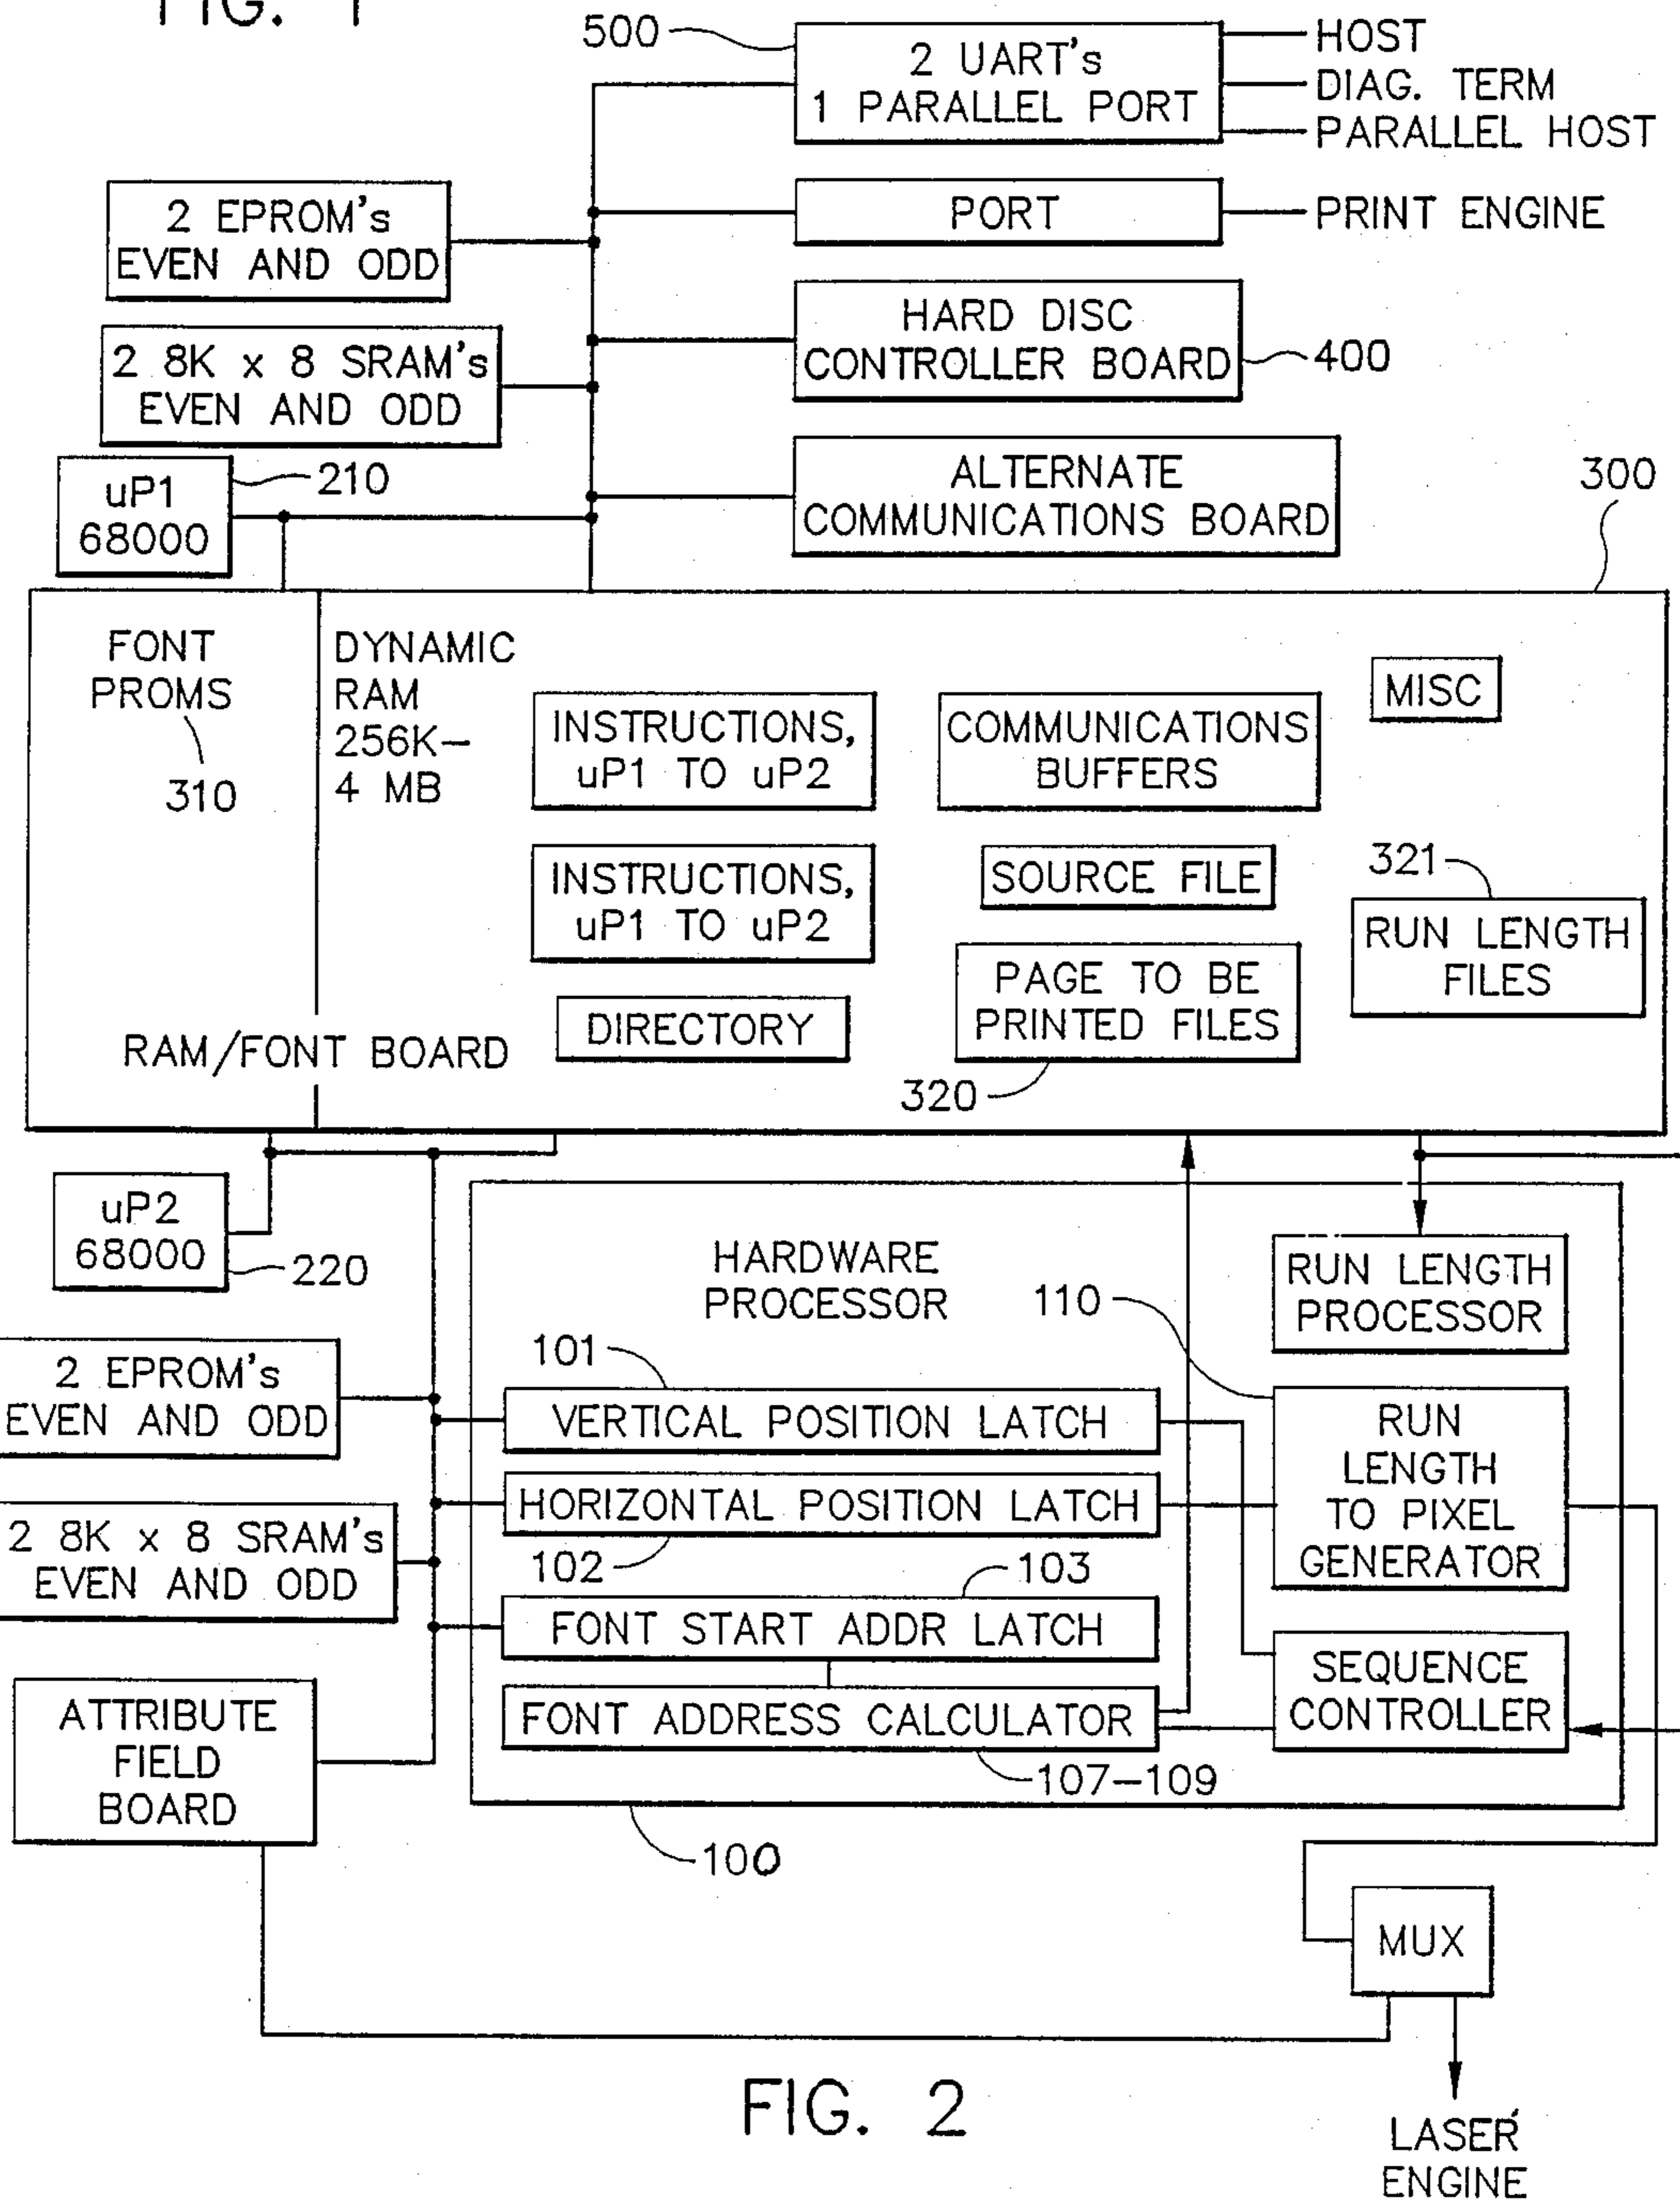 FIG. 1
500
2 UART's
1 PARALLEL PORT
HOST
DIAG. TERM
PARALLEL HOST
2 EPROM's
EVEN AND ODD
PORT
PRINT ENGINE
2 8K x 8 SRAM's
EVEN AND ODD
HARD DISC
CONTROLLER BOARD
400
uP1
68000
210
ALTERNATE
COMMUNICATIONS BOARD
300
FONT
PROMS
310
DYNAMIC
RAM
256K-
4 MB
INSTRUCTIONS,
uP1 TO uP2
COMMUNICATIONS
BUFFERS
MISC
INSTRUCTIONS,
uP1 TO uP2
SOURCE FILE
321
RUN LENGTH
FILES
PAGE TO BE
PRINTED FILES
320
DIRECTORY
RAM/FONT BOARD
uP2
68000
220
HARDWARE
PROCESSOR
110
RUN LENGTH
PROCESSOR
2 EPROM's
EVEN AND ODD
101
VERTICAL POSITION LATCH
HORIZONTAL POSITION LATCH
102
RUN
LENGTH
TO PIXEL
GENERATOR
2 8K x 8 SRAM's
EVEN AND ODD
103
FONT START ADDR LATCH
FONT ADDRESS CALCULATOR
107-109
SEQUENCE
CONTROLLER
ATTRIBUTE
FIELD
BOARD
100
MUX
FIG. 2
LASER
ENGINE